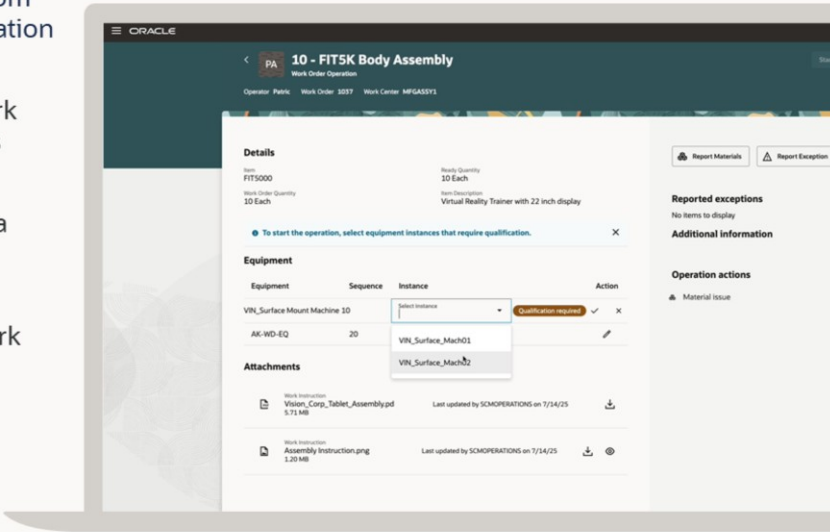 ation
rk
a
rk
ORACLE
PA
10 - FIT5K Body Assembly
Work Order Operation
Operator Patric Work Order 1037 Work Center MFGASSY1
Details
Item
FIT5000
Ready Quantity
10 Each
Work Order Quantity
10 Each
Item Description
Virtual Reality Trainer with 22 inch display
To start the operation, select equipment instances that require qualification.
Equipment
Equipment Sequence Instance Action
VIN_Surface Mount Machine 10 Select Instance Qualification required
AK-WD-EQ 20
VIN_Surface_Mach01
VIN_Surface_Mach02
Attachments
Work Instruction
Vision_Corp_Tablet_Assembly.pd Last updated by SCMOPERATIONS on 7/14/25
5.71 MB
Work Instruction
Assembly Instruction.png Last updated by SCMOPERATIONS on 7/14/25
1.20 MB
Report Materials Report Exception
Reported exceptions
No items to display
Additional information
Operation actions
Material issue